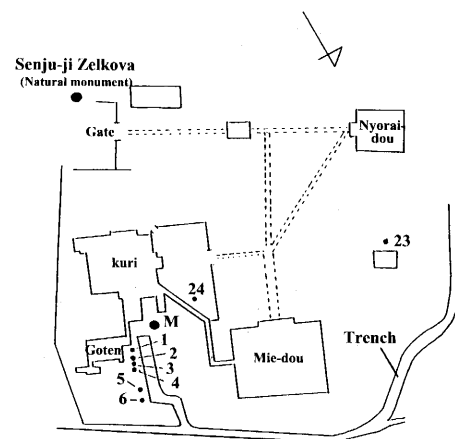 Senju-ji Zelkova
(Natural monument)
Gate
Nyorai-
dou
23
kuri
24
M
1
Goten
2
3
4
Mie-dou
Trench
5
6